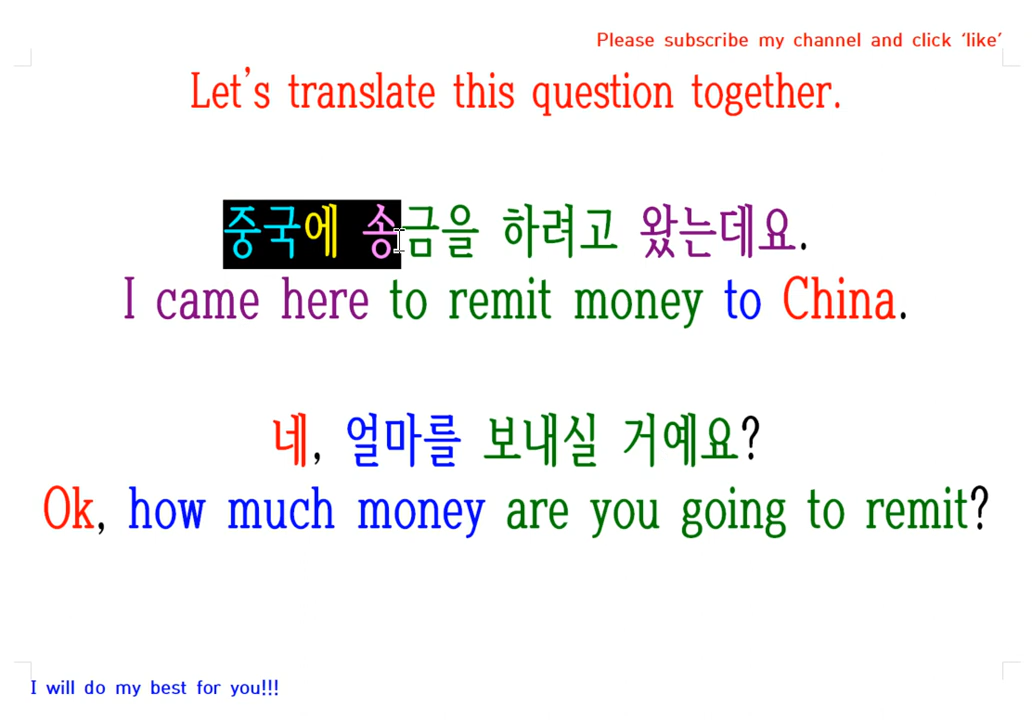 Please subscribe my channel and click 'like'
Let's translate this question together.
중국에 송금을 하려고 왔는데요.
I came here to remit money to China.
네, 얼마를 보내실 거예요?
Ok, how much money are you going to remit?
I will do my best for you!!!